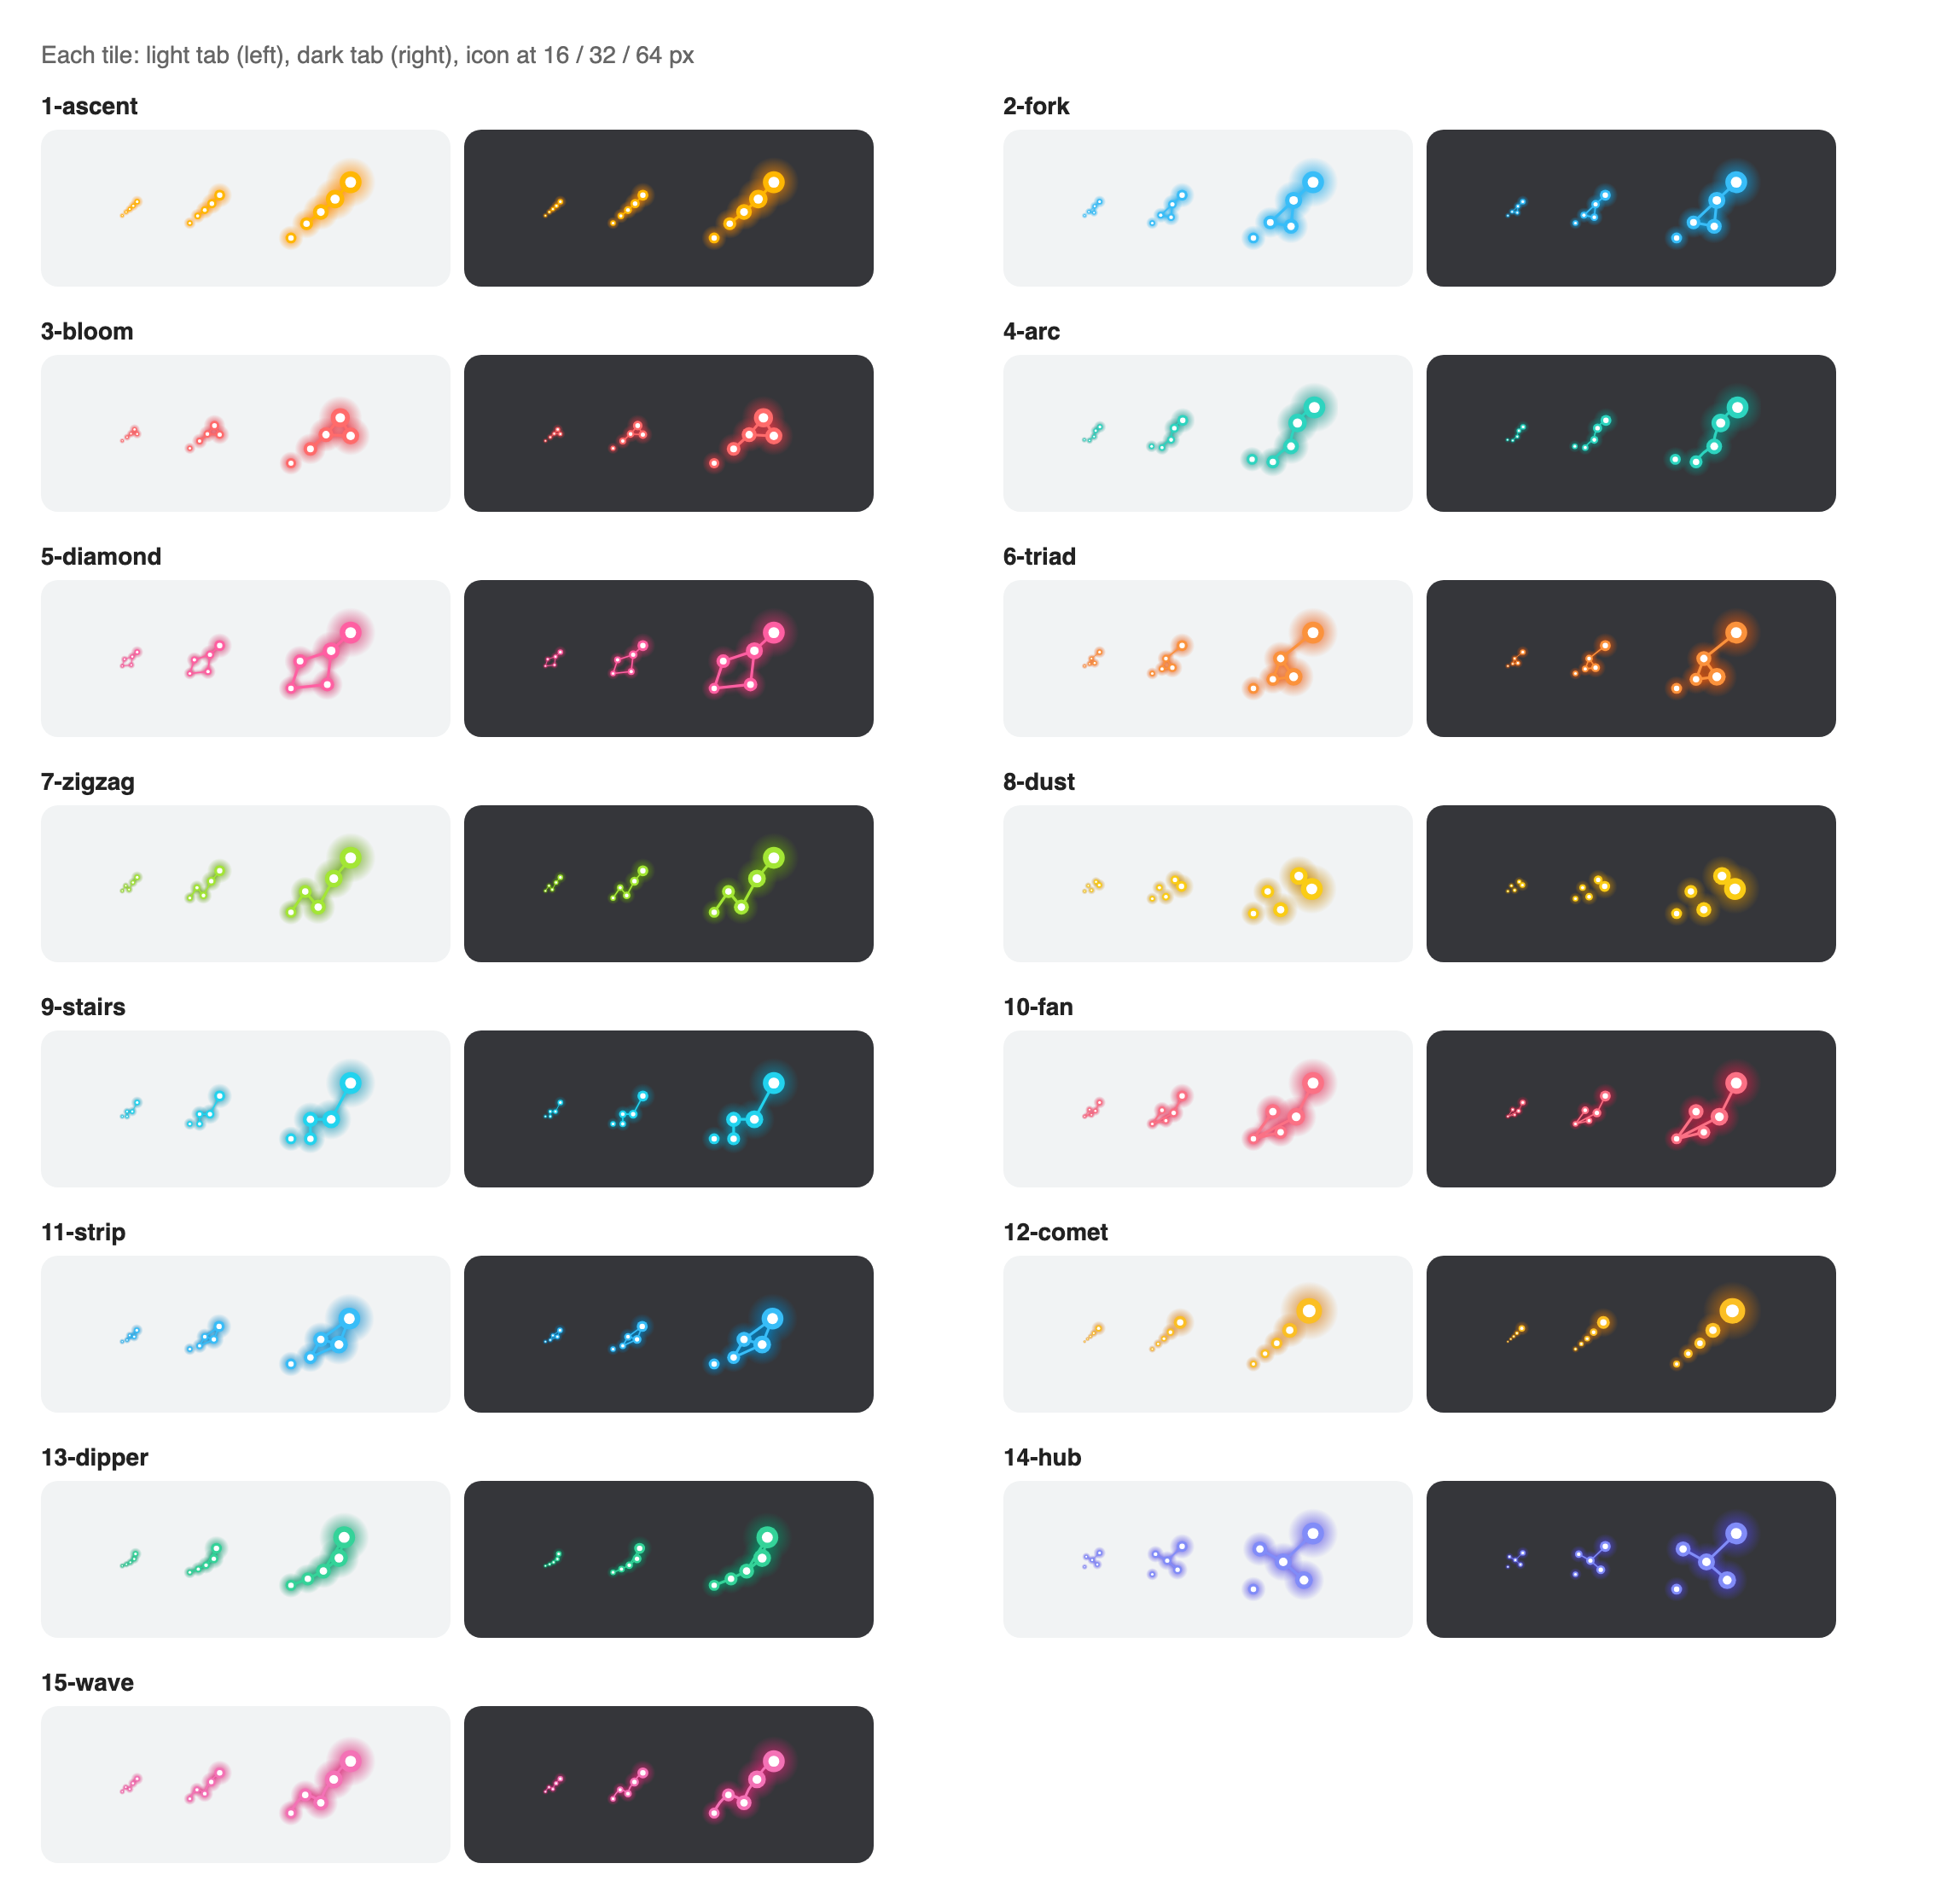 Each tile: light tab (left), dark tab (right), icon at 16 / 32 / 64 px
1-ascent
2-fork
3-bloom
4-arc
5-diamond
6-triad
7-zigzag
8-dust
9-stairs
10-fan
11-strip
12-comet
13-dipper
14-hub
15-wave